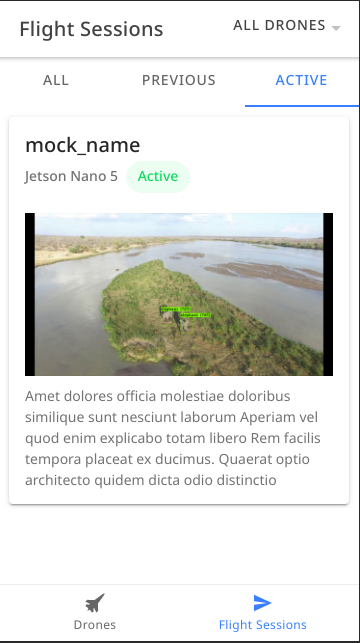 Flight Sessions
ALL DRONES
ALL PREVIOUS ACTIVE
mock_name
Jetson Nano 5 Active
Amet dolores officia molestiae doloribus
similique sunt nesciunt laborum Aperiam vel
quod enim explicabo totam libero Rem facilis
tempora placeat ex ducimus. Quaerat optio
architecto quidem dicta odio distinctio
Drones Flight Sessions